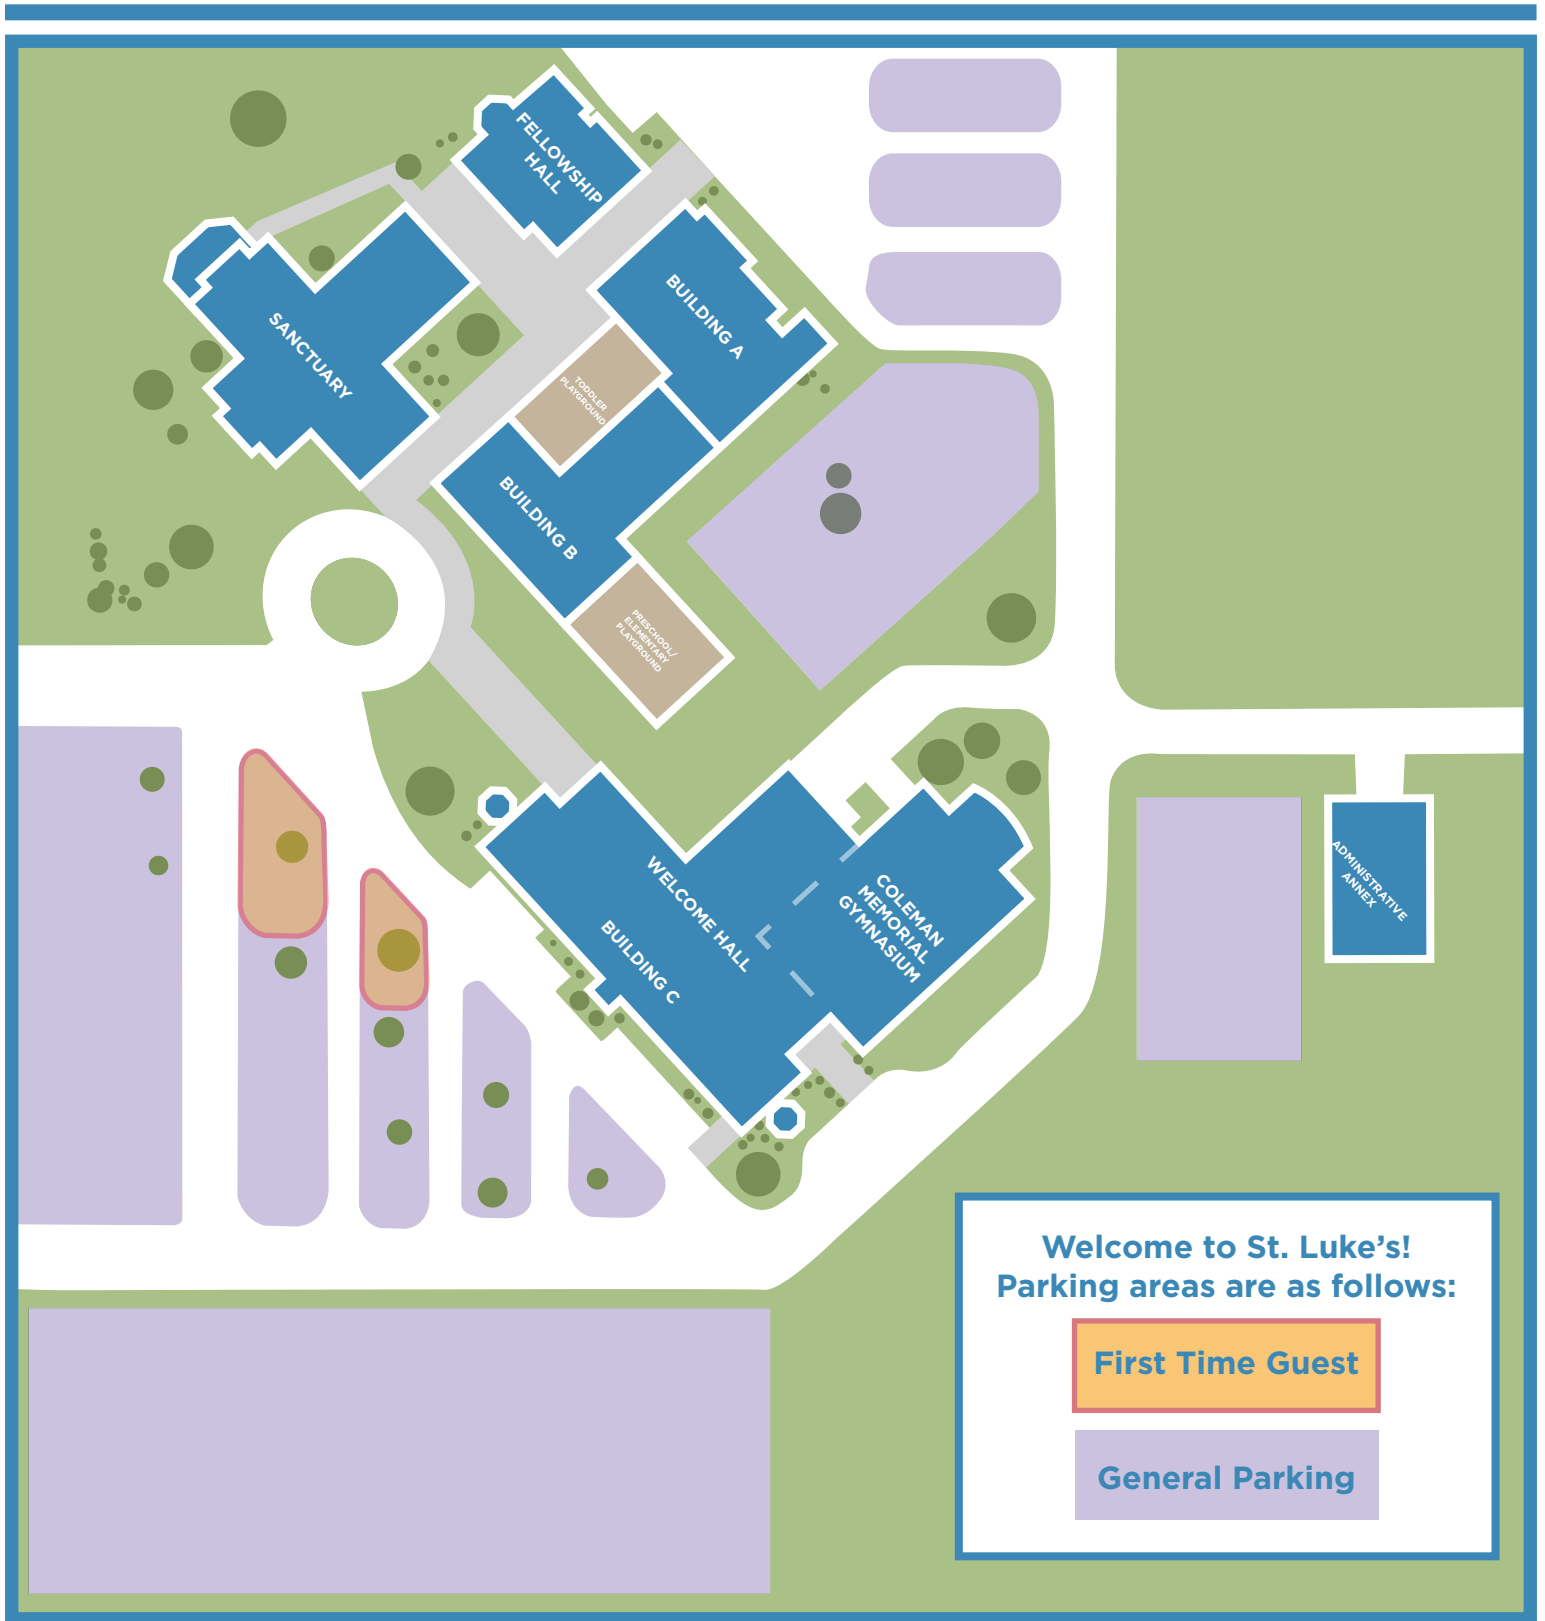 FELLOWSHIP
HALL
BUILDING A
SANCTUARY
TODDLER
PLAYGROUND
BUILDING B
PRESCHOOL/
ELEMENTARY
PLAYGROUND
WELCOME HALL
BUILDING C
COLEMAN
MEMORIAL
GYMNASIUM
ADMINISTRATIVE
ANNEX
Welcome to St. Luke’s!
Parking areas are as follows:
First Time Guest
General Parking